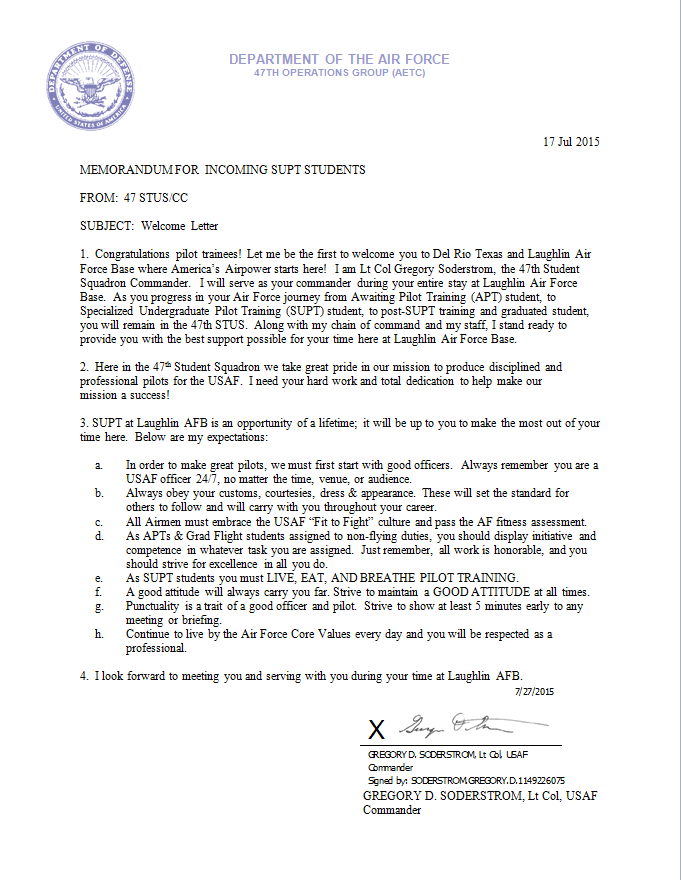 DEPARTMENT OF DEFENSE
UNITED STATES OF AMERICA
DEPARTMENT OF THE AIR FORCE
47TH OPERATIONS GROUP (AETC)
17 Jul 2015
MEMORANDUM FOR INCOMING SUPT STUDENTS
FROM: 47 STUS/CC
SUBJECT: Welcome Letter
1. Congratulations pilot trainees! Let me be the first to welcome you to Del Rio Texas and Laughlin Air
Force Base where America's Airpower starts here! I am Lt Col Gregory Soderstrom, the 47th Student
Squadron Commander. I will serve as your commander during your entire stay at Laughlin Air Force
Base. As you progress in your Air Force journey from Awaiting Pilot Training (APT) student, to
Specialized Undergraduate Pilot Training (SUPT) student, to post-SUPT training and graduated student,
you will remain in the 47th STUS. Along with my chain of command and my staff, I stand ready to
provide you with the best support possible for your time here at Laughlin Air Force Base.
2. Here in the 47th Student Squadron we take great pride in our mission to produce disciplined and
professional pilots for the USAF. I need your hard work and total dedication to help make our
mission a success!
3. SUPT at Laughlin AFB is an opportunity of a lifetime; it will be up to you to make the most out of your
time here. Below are my expectations:
a. In order to make great pilots, we must first start with good officers. Always remember you are a
USAF officer 24/7, no matter the time, venue, or audience.
b. Always obey your customs, courtesies, dress & appearance. These will set the standard for
others to follow and will carry with you throughout your career.
c. All Airmen must embrace the USAF “Fit to Fight” culture and pass the AF fitness assessment.
d. As APTs & Grad Flight students assigned to non-flying duties, you should display initiative and
competence in whatever task you are assigned. Just remember, all work is honorable, and you
should strive for excellence in all you do.
e. As SUPT students you must LIVE, EAT, AND BREATHE PILOT TRAINING.
f. A good attitude will always carry you far. Strive to maintain a GOOD ATTITUDE at all times.
g. Punctuality is a trait of a good officer and pilot. Strive to show at least 5 minutes early to any
meeting or briefing.
h. Continue to live by the Air Force Core Values every day and you will be respected as a
professional.
4. I look forward to meeting you and serving with you during your time at Laughlin AFB.
7/27/2015
X
GREGORY D. SODERSTROM, Lt Col, USAF
Commander
Signed by: SODERSTROM.GREGORY.D.1149226075
GREGORY D. SODERSTROM, Lt Col, USAF
Commander